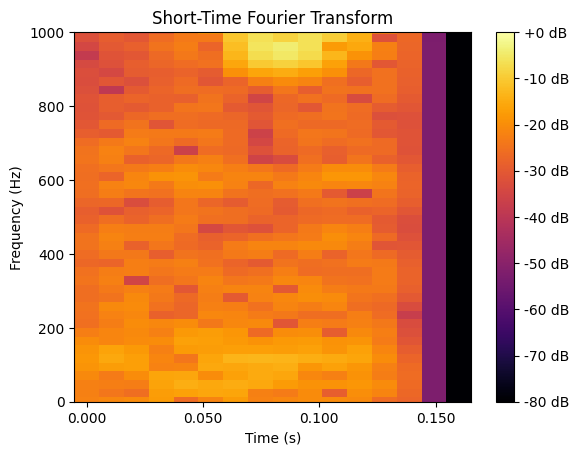 Short-Time Fourier Transform
1000
800
600
400
200
0
Frequency (Hz)
0.000
0.050
0.100
0.150
Time (s)
+0 dB
-10 dB
-20 dB
-30 dB
-40 dB
-50 dB
-60 dB
-70 dB
-80 dB